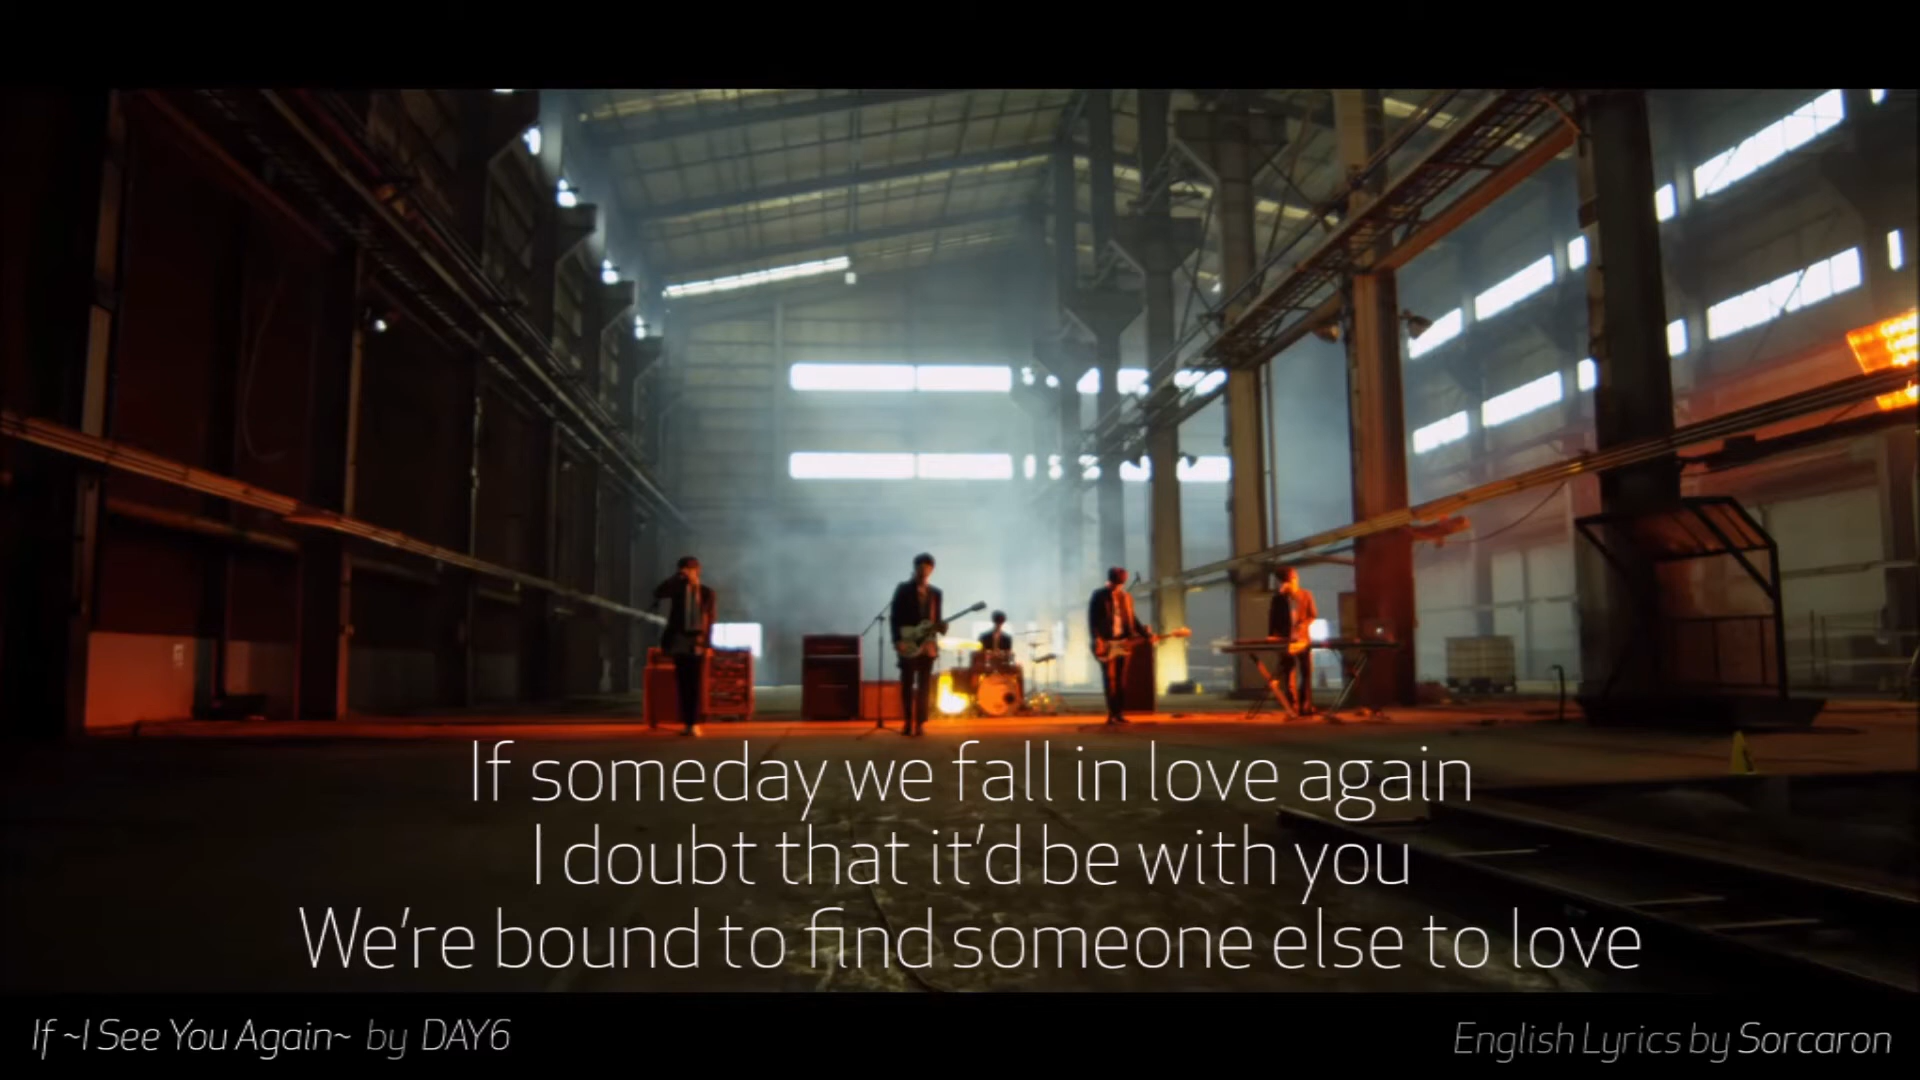 If someday we fall in love again
I doubt that it'd be with you
We're bound to find someone else to love
If ~I See You Again~ by DAY6
English Lyrics by Sorcaron